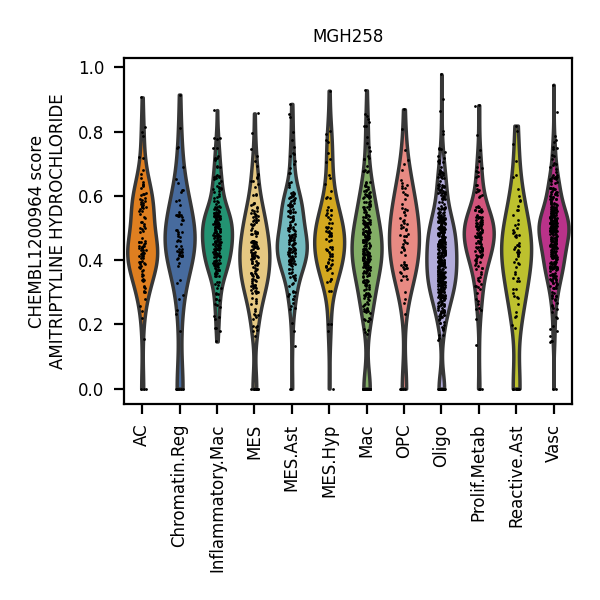 MGH258
CHEMBL1200964 score
AMITRIPTYLINE HYDROCHLORIDE
1.0
0.8
0.6
0.4
0.2
0.0
AC
Chromatin.Reg
Inflammatory.Mac
MES
MES.Ast
MES.Hyp
Mac
OPC
Oligo
Prolif.Metab
Reactive.Ast
Vasc